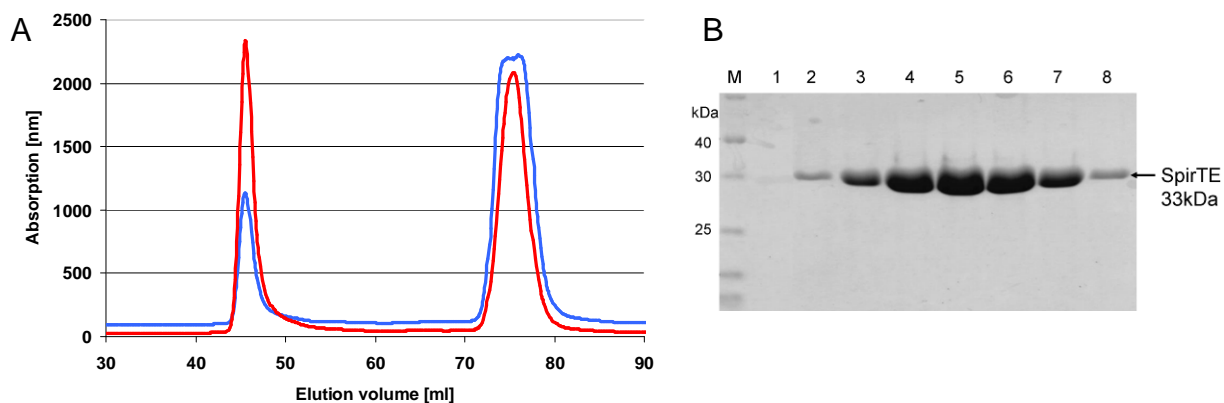 A
2500
2000
1500
1000
500
0
30 40 50 60 70 80 90
Absorption [nm]
Elution volume [ml]
B
M 1 2 3 4 5 6 7 8
kDa
40
30
25
SpirTE
33kDa